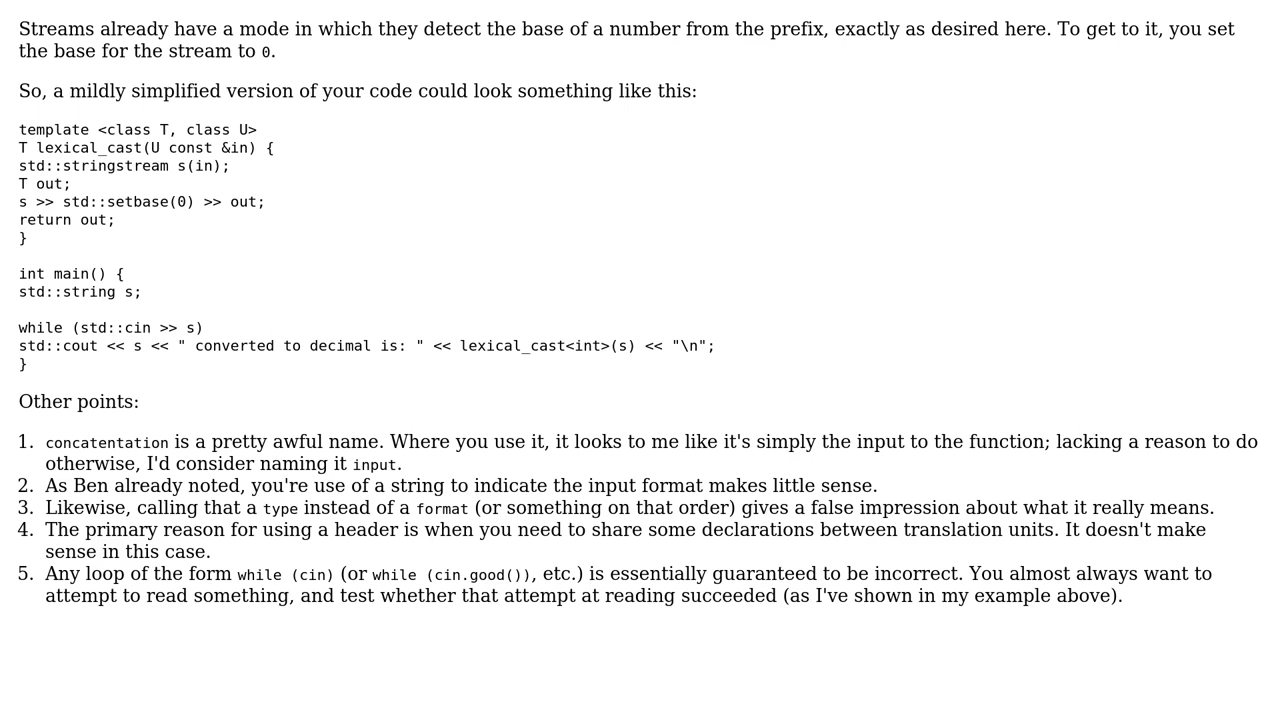 Streams already have a mode in which they detect the base of a number from the prefix, exactly as desired here. To get to it, you set
the base for the stream to 0.
So, a mildly simplified version of your code could look something like this:
template <class T, class U>
T lexical_cast(U const &in) {
std::stringstream s(in);
T out;
s >> std::setbase(0) >> out;
return out;
}
int main() {
std::string s;
while (std::cin >> s)
std::cout << s << " converted to decimal is: " << lexical_cast<int>(s) << "\n";
}
Other points:
1. concatentation is a pretty awful name. Where you use it, it looks to me like it's simply the input to the function; lacking a reason to do
otherwise, I'd consider naming it input.
2. As Ben already noted, you're use of a string to indicate the input format makes little sense.
3. Likewise, calling that a type instead of a format (or something on that order) gives a false impression about what it really means.
4. The primary reason for using a header is when you need to share some declarations between translation units. It doesn't make
sense in this case.
5. Any loop of the form while (cin) (or while (cin.good()), etc.) is essentially guaranteed to be incorrect. You almost always want to
attempt to read something, and test whether that attempt at reading succeeded (as I've shown in my example above).